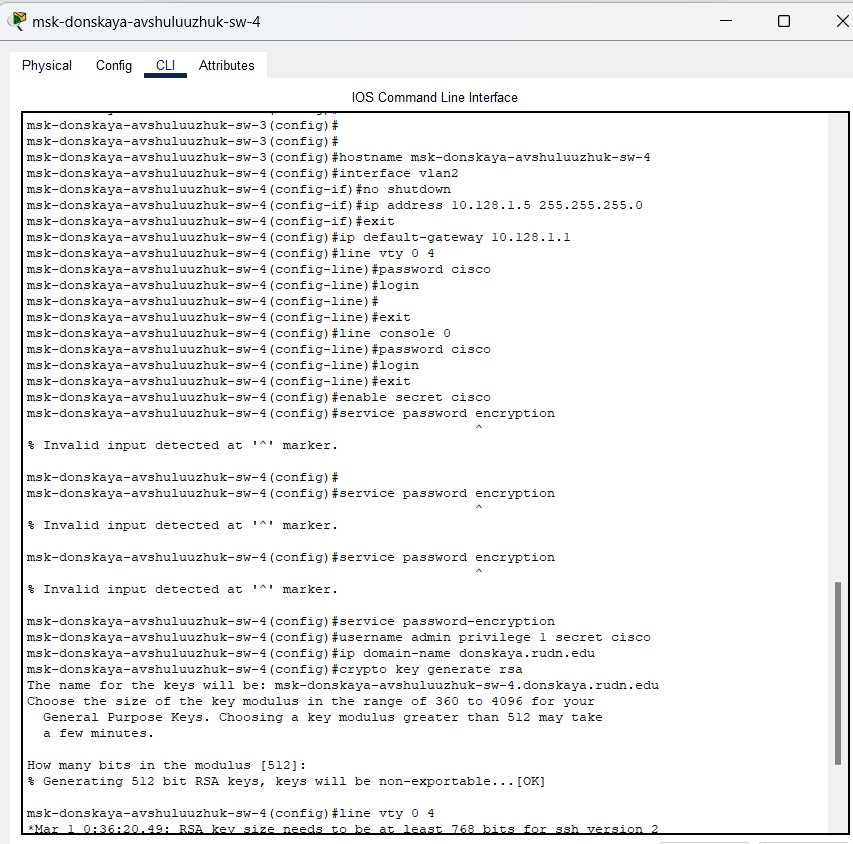 msk-donskaya-avshuluuzhuk-sw-4
Physical Config CLI Attributes
IOS Command Line Interface
msk-donskaya-avshuluuzhuk-sw-3(config)#
msk-donskaya-avshuluuzhuk-sw-3(config)#
msk-donskaya-avshuluuzhuk-sw-3(config)#hostname msk-donskaya-avshuluuzhuk-sw-4
msk-donskaya-avshuluuzhuk-sw-4(config)#interface vlan2
msk-donskaya-avshuluuzhuk-sw-4(config-if)#no shutdown
msk-donskaya-avshuluuzhuk-sw-4(config-if)#ip address 10.128.1.5 255.255.255.0
msk-donskaya-avshuluuzhuk-sw-4(config-if)#exit
msk-donskaya-avshuluuzhuk-sw-4(config)#ip default-gateway 10.128.1.1
msk-donskaya-avshuluuzhuk-sw-4(config)#line vty 0 4
msk-donskaya-avshuluuzhuk-sw-4(config-line)#password cisco
msk-donskaya-avshuluuzhuk-sw-4(config-line)#login
msk-donskaya-avshuluuzhuk-sw-4(config-line)#
msk-donskaya-avshuluuzhuk-sw-4(config-line)#exit
msk-donskaya-avshuluuzhuk-sw-4(config)#line console 0
msk-donskaya-avshuluuzhuk-sw-4(config-line)#password cisco
msk-donskaya-avshuluuzhuk-sw-4(config-line)#login
msk-donskaya-avshuluuzhuk-sw-4(config-line)#exit
msk-donskaya-avshuluuzhuk-sw-4(config)#enable secret cisco
msk-donskaya-avshuluuzhuk-sw-4(config)#service password encryption
^
% Invalid input detected at '^' marker.
msk-donskaya-avshuluuzhuk-sw-4(config)#
msk-donskaya-avshuluuzhuk-sw-4(config)#service password encryption
^
% Invalid input detected at '^' marker.
msk-donskaya-avshuluuzhuk-sw-4(config)#service password encryption
^
% Invalid input detected at '^' marker.
msk-donskaya-avshuluuzhuk-sw-4(config)#service password-encryption
msk-donskaya-avshuluuzhuk-sw-4(config)#username admin privilege 1 secret cisco
msk-donskaya-avshuluuzhuk-sw-4(config)#ip domain-name donskaya.rudn.edu
msk-donskaya-avshuluuzhuk-sw-4(config)#crypto key generate rsa
The name for the keys will be: msk-donskaya-avshuluuzhuk-sw-4.donskaya.rudn.edu
Choose the size of the key modulus in the range of 360 to 4096 for your
General Purpose Keys. Choosing a key modulus greater than 512 may take
a few minutes.
How many bits in the modulus [512]:
% Generating 512 bit RSA keys, keys will be non-exportable...[OK]
msk-donskaya-avshuluuzhuk-sw-4(config)#line vty 0 4
*Mar 1 0:36:20.49: RSA key size needs to be at least 768 bits for ssh version 2